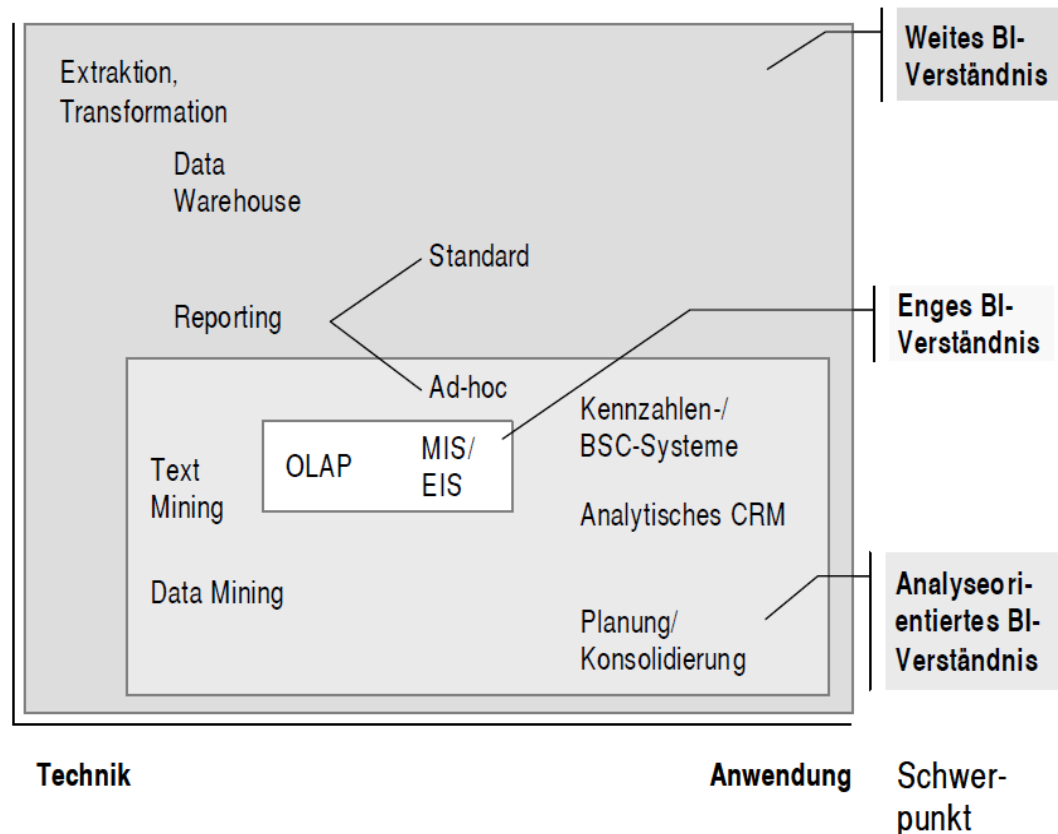 Weites BI-
Verständnis
Extraktion,
Transformation
Data
Warehouse
Standard
Reporting
Enges BI-
Verständnis
Ad-hoc
Kennzahlen-/
BSC-Systeme
OLAP
MIS/
EIS
Text
Mining
Analytisches CRM
Data Mining
Analyseori-
entiertes BI-
Verständnis
Planung/
Konsolidierung
Technik
Anwendung
Schwer-
punkt